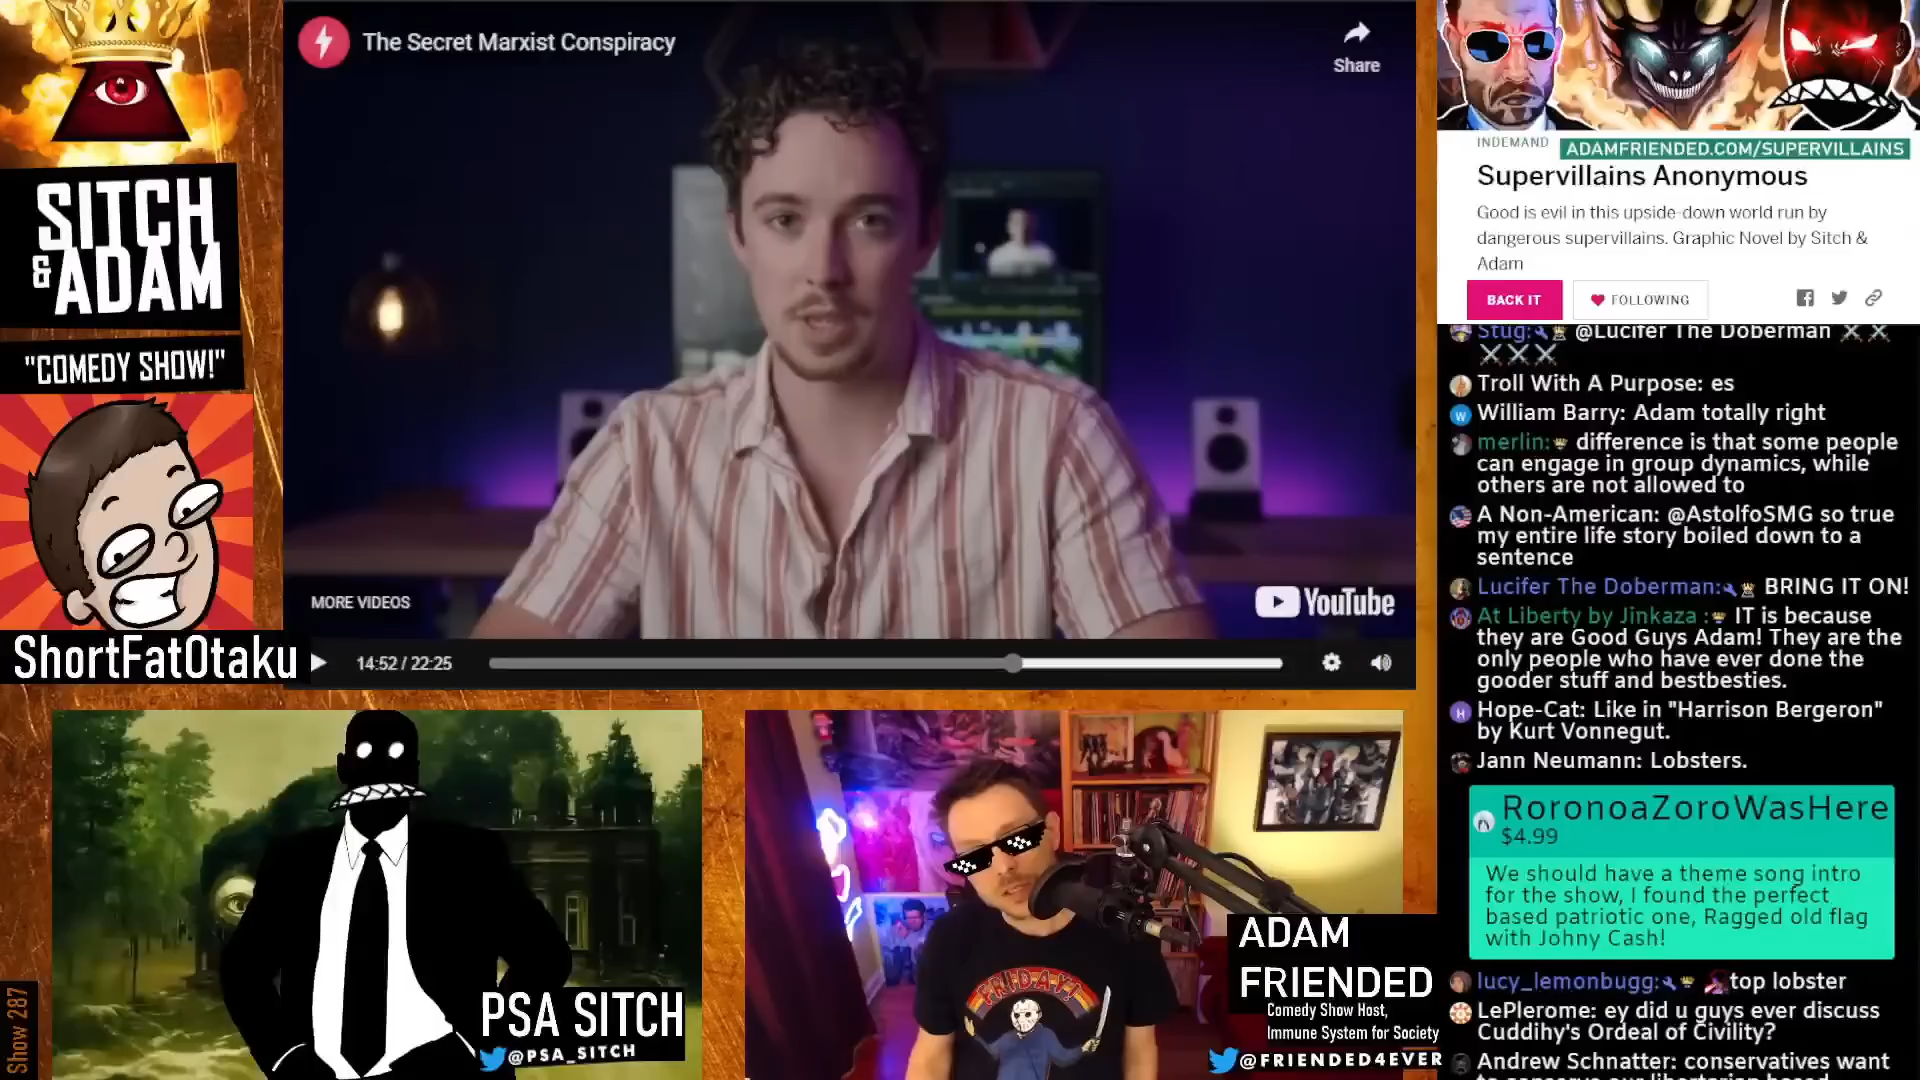 SITCH
& ADAM
"COMEDY SHOW!"
ShortFatOtaku
The Secret Marxist Conspiracy
Share
MORE VIDEOS
YouTube
14:52 / 22:25
INDEMAND
ADAMFRIENDED.COM/SUPERVILLAINS
Supervillains Anonymous
Good is evil in this upside-down world run by
dangerous supervillains. Graphic Novel by Sitch &
Adam
BACK IT
FOLLOWING
Stug: @Lucifer The Doberman ⚔ ⚔
⚔ ⚔ ⚔
Troll With A Purpose: es
W
William Barry: Adam totally right
merlin: difference is that some people
can engage in group dynamics, while
others are not allowed to
A Non-American: @AstolfoSMG so true
my entire life story boiled down to a
sentence
Lucifer The Doberman: BRING IT ON!
At Liberty by Jinkaza : IT is because
they are Good Guys Adam! They are the
only people who have ever done the
gooder stuff and bestbesties.
H
Hope-Cat: Like in "Harrison Bergeron"
by Kurt Vonnegut.
Jann Neumann: Lobsters.
RoronoaZoroWasHere
$4.99
We should have a theme song intro
for the show, I found the perfect
based patriotic one, Ragged old flag
with Johny Cash!
lucy_lemonbugg: top lobster
LePlerome: ey did u guys ever discuss
Cuddihy's Ordeal of Civility?
Andrew Schnatter: conservatives want
Show 287
PSA SITCH
@PSA_SITCH
FRIDAY!
ADAM
FRIENDED
Comedy Show Host,
Immune System for Society
@FRIENDED4EVER